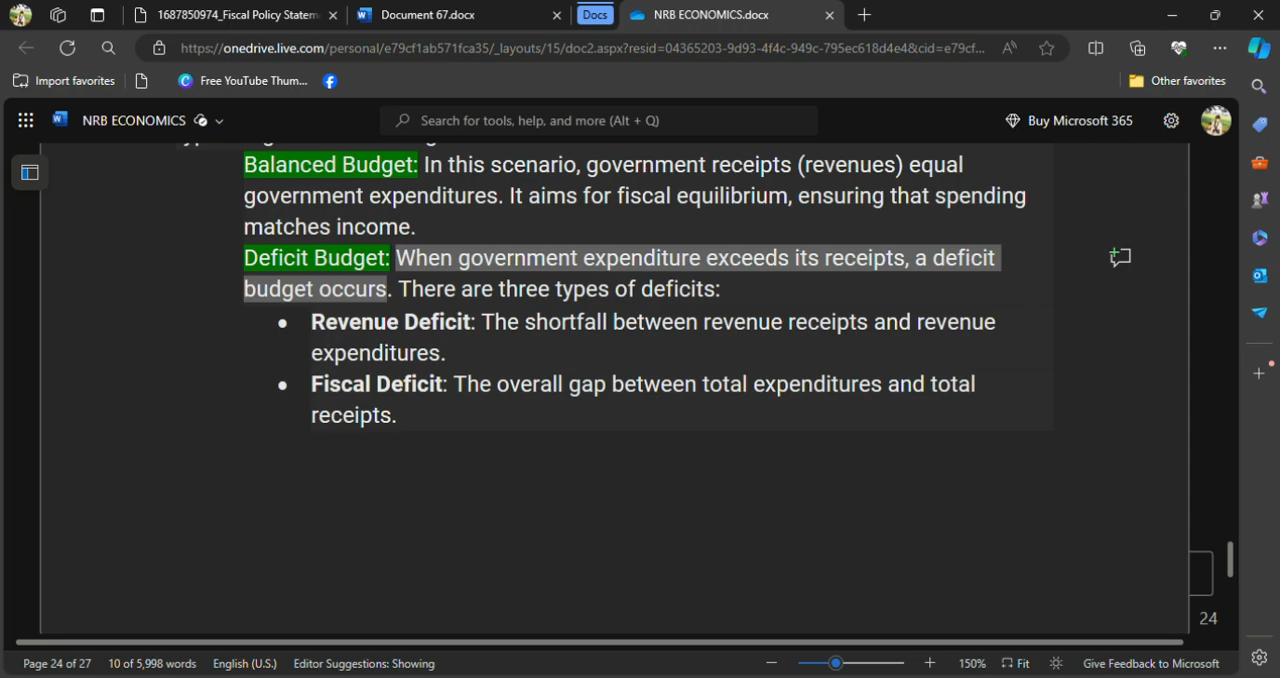 1687850974_Fiscal Policy Statem
Document 67.docx
Docs
NRB ECONOMICS.docx
https://onedrive.live.com/personal/e79cf1ab571fca35/_layouts/15/doc2.aspx?resid=04365203-9d93-4f4c-949c-795ec618d4e4&cid=e79cf...
Import favorites
Free YouTube Thum...
Other favorites
NRB ECONOMICS
Search for tools, help, and more (Alt + Q)
Buy Microsoft 365
Balanced Budget: In this scenario, government receipts (revenues) equal
government expenditures. It aims for fiscal equilibrium, ensuring that spending
matches income.
Deficit Budget: When government expenditure exceeds its receipts, a deficit
budget occurs. There are three types of deficits:
• Revenue Deficit: The shortfall between revenue receipts and revenue
expenditures.
• Fiscal Deficit: The overall gap between total expenditures and total
receipts.
24
Page 24 of 27
10 of 5,998 words
English (U.S.)
Editor Suggestions: Showing
150%
Fit
Give Feedback to Microsoft